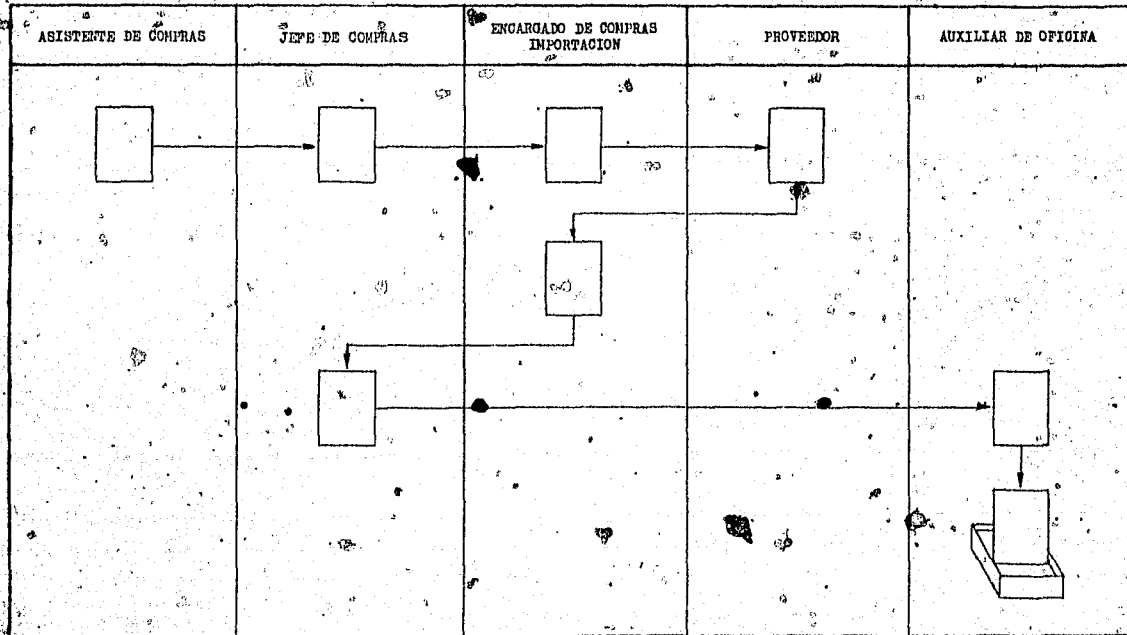 ASISTENTE DE COMPRAS
JEFE DE COMPRAS
ENCARGADO DE COMPRAS
IMPORTACION
PROVEEDOR
AUXILIAR DE OFICINA